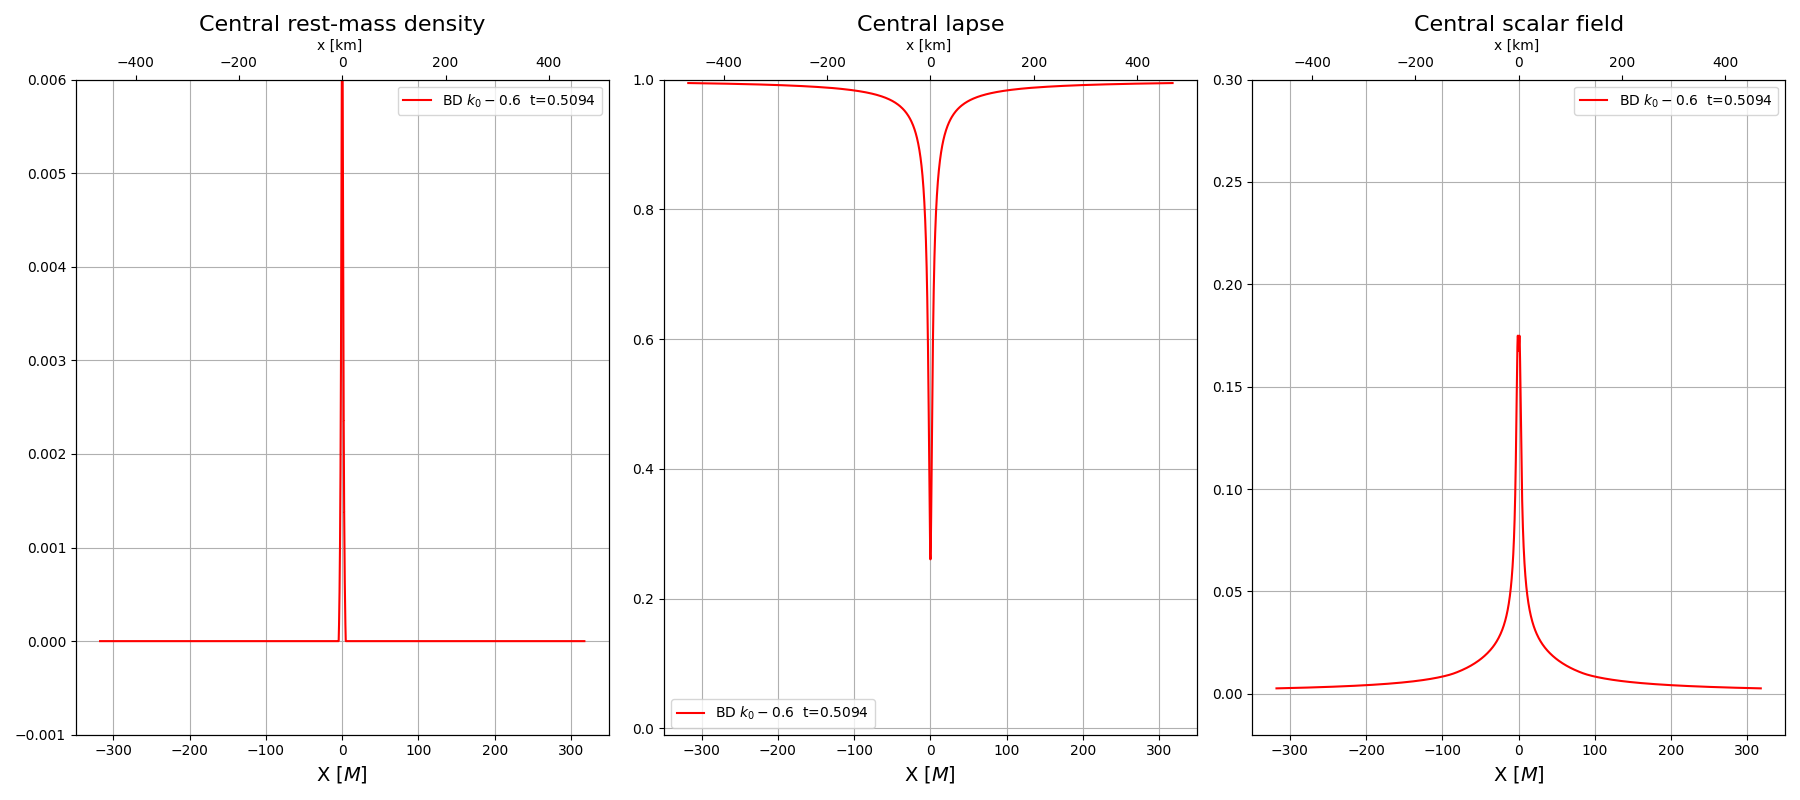 Central rest-mass density
x [km]
−400 −200 0 200 400
0.006
0.005
0.004
0.003
0.002
0.001
0.000
−0.001
BD k₀ − 0.6 t=0.5094
−300 −200 −100 0 100 200 300
X [M]
Central lapse
x [km]
−400 −200 0 200 400
1.0
0.8
0.6
0.4
0.2
0.0
BD k₀ − 0.6 t=0.5094
−300 −200 −100 0 100 200 300
X [M]
Central scalar field
x [km]
−400 −200 0 200 400
0.30
0.25
0.20
0.15
0.10
0.05
0.00
BD k₀ − 0.6 t=0.5094
−300 −200 −100 0 100 200 300
X [M]